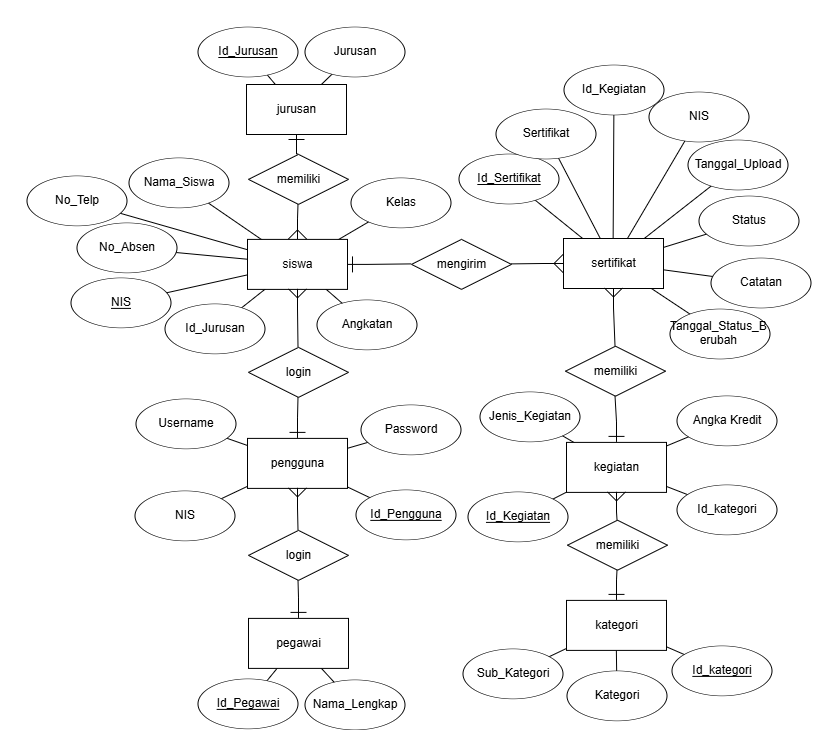 Id_Jurusan
Jurusan
jurusan
memiliki
Nama_Siswa
No_Telp
Kelas
No_Absen
siswa
NIS
Id_Jurusan
Angkatan
mengirim
Id_Kegiatan
NIS
Sertifikat
Tanggal_Upload
Id_Sertifikat
Status
sertifikat
Catatan
Tanggal_Status_B
erubah
login
memiliki
Username
Password
pengguna
NIS
Id_Pengguna
Jenis_Kegiatan
Angka Kredit
kegiatan
Id_Kegiatan
Id_kategori
login
memiliki
pegawai
Id_Pegawai
Nama_Lengkap
kategori
Sub_Kategori
Kategori
Id_kategori